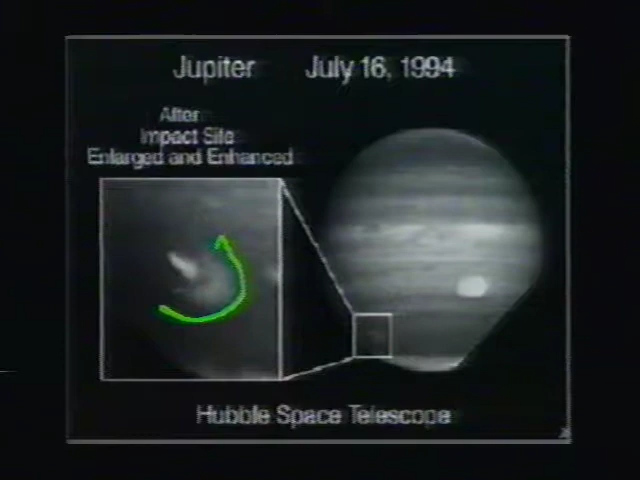 Jupiter July 16, 1994
After
Impact Site
Enlarged and Enhanced
Hubble Space Telescope